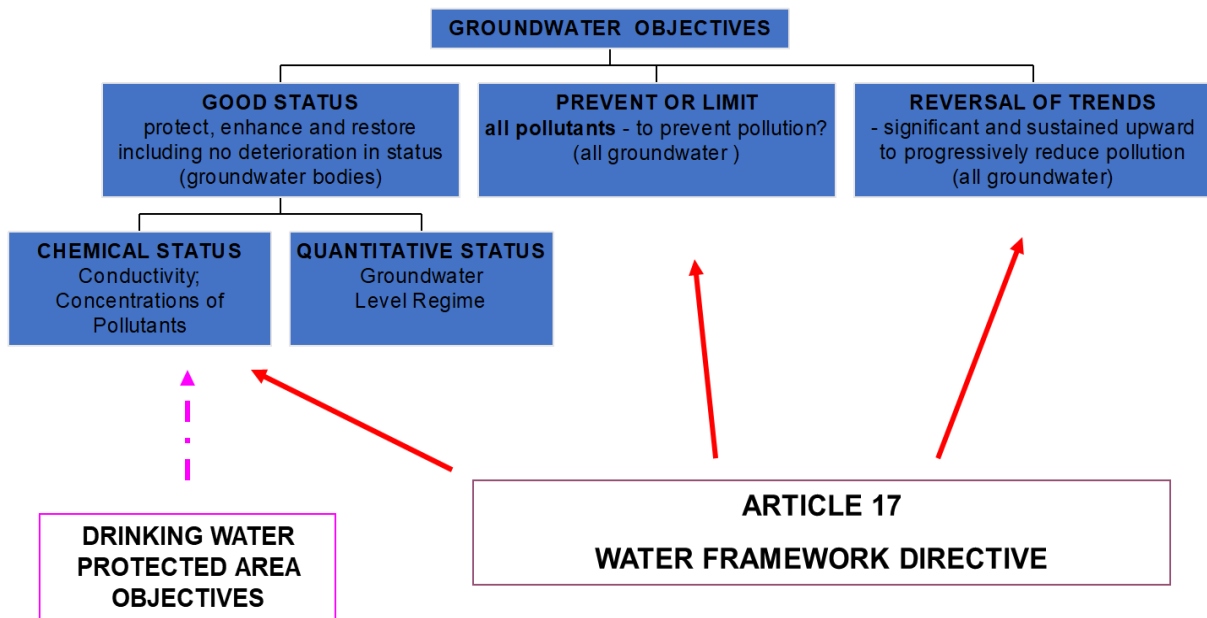 GROUNDWATER OBJECTIVES
GOOD STATUS
protect, enhance and restore
including no deterioration in status
(groundwater bodies)
PREVENT OR LIMIT
all pollutants - to prevent pollution?
(all groundwater )
REVERSAL OF TRENDS
- significant and sustained upward
to progressively reduce pollution
(all groundwater)
CHEMICAL STATUS
Conductivity;
Concentrations of
Pollutants
QUANTITATIVE STATUS
Groundwater
Level Regime
DRINKING WATER
PROTECTED AREA
OBJECTIVES
ARTICLE 17
WATER FRAMEWORK DIRECTIVE